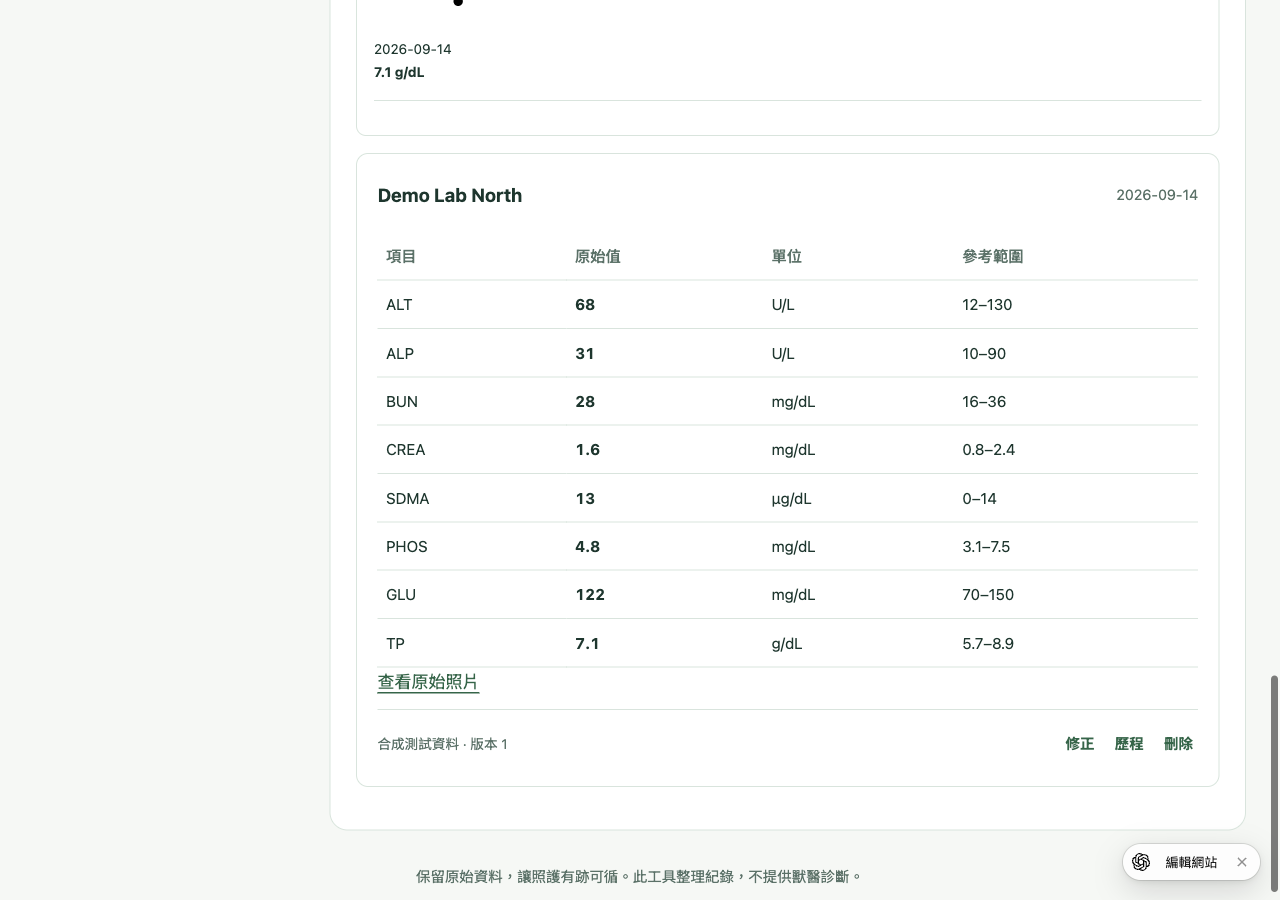 2026-09-14
7.1 g/dL
Demo Lab North 2026-09-14
項目 原始值 單位 參考範圍
ALT 68 U/L 12–130
ALP 31 U/L 10–90
BUN 28 mg/dL 16–36
CREA 1.6 mg/dL 0.8–2.4
SDMA 13 µg/dL 0–14
PHOS 4.8 mg/dL 3.1–7.5
GLU 122 mg/dL 70–150
TP 7.1 g/dL 5.7–8.9
查看原始照片
合成測試資料 · 版本 1 修正 歷程 刪除
編輯網站
保留原始資料，讓照護有跡可循。此工具整理紀錄，不提供獸醫診斷。